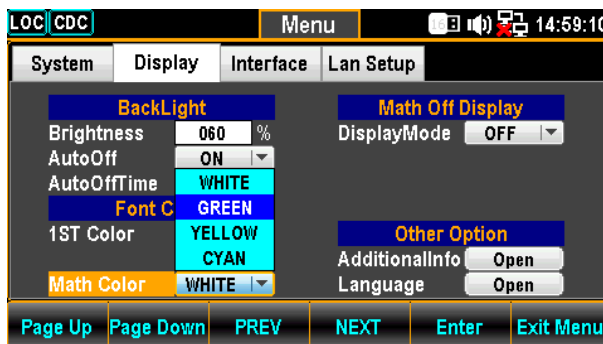 LOC CDC Menu 16 14:59:10
System Display Interface Lan Setup
BackLight Math Off Display
Brightness 060 % DisplayMode OFF
AutoOff ON
AutoOffTime WHITE
Font C GREEN
1ST Color YELLOW Other Option
CYAN AdditionalInfo Open
Math Color WHITE Language Open
Page Up Page Down PREV NEXT Enter Exit Menu